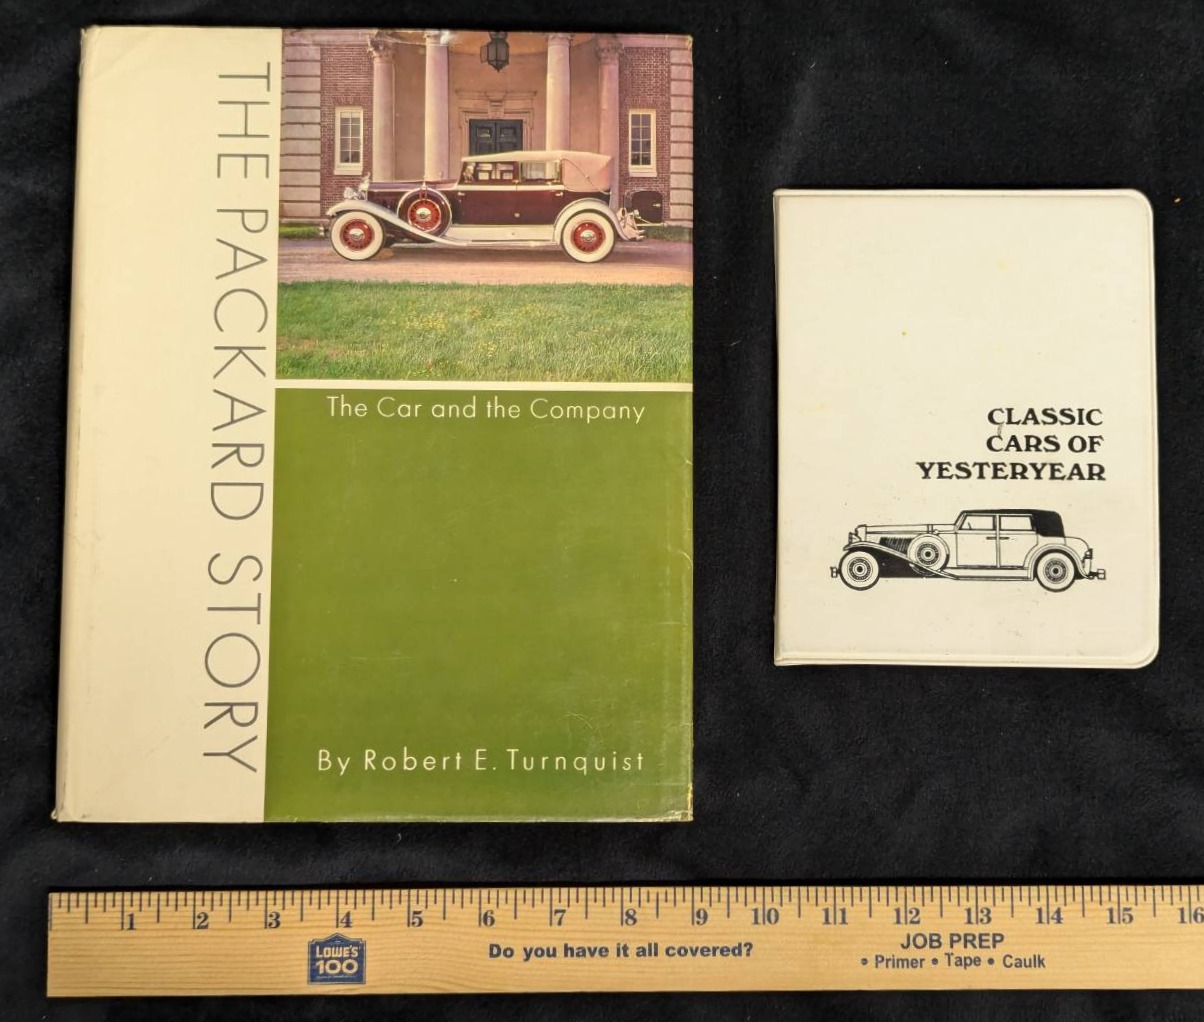 THE PACKARD STORY
The Car and the Company
By Robert E. Turnquist
CLASSIC
CARS OF
YESTERYEAR
1 2 3 4 5 6 7 8 9 10 11 12 13 14 15 16
LOWE'S
100
Do you have it all covered?
JOB PREP
• Primer • Tape • Caulk